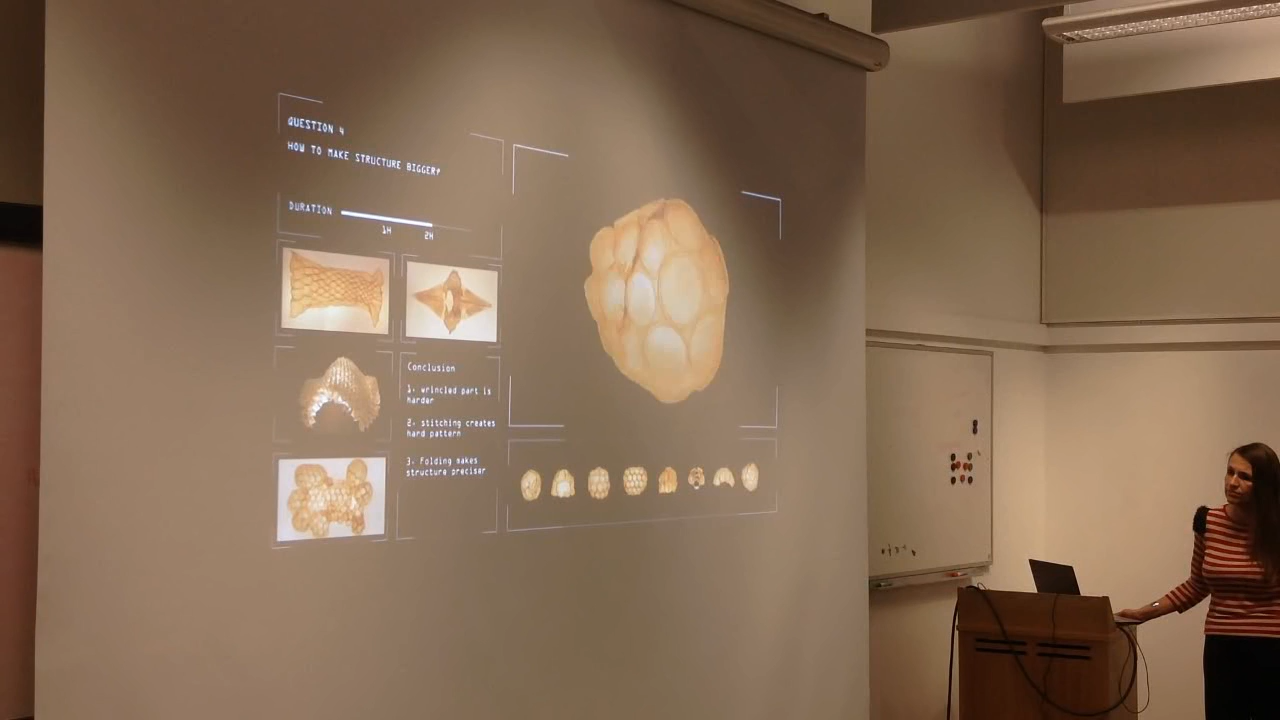 QUESTION 4
HOW TO MAKE STRUCTURE BIGGER?
DURATION
1H 2H
Conclusion
1. wrincled part is
harder
2. stitching creates
hard pattern
3. Folding makes
structure preciser